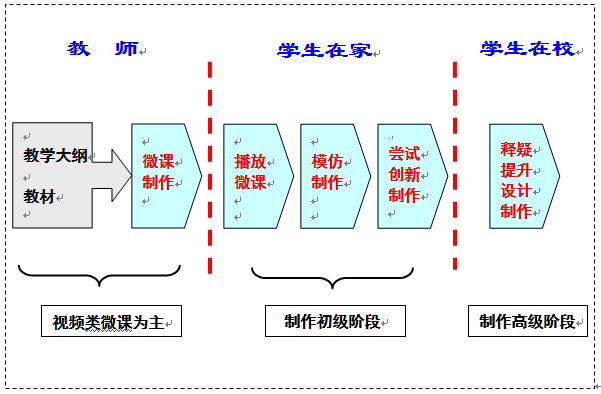 教 师
学生在家
学生在校
教学大纲
教材
微课
制作
播放
微课
模仿
制作
尝试
创新
制作
释疑
提升
设计
制作
视频类微课为主
制作初级阶段
制作高级阶段